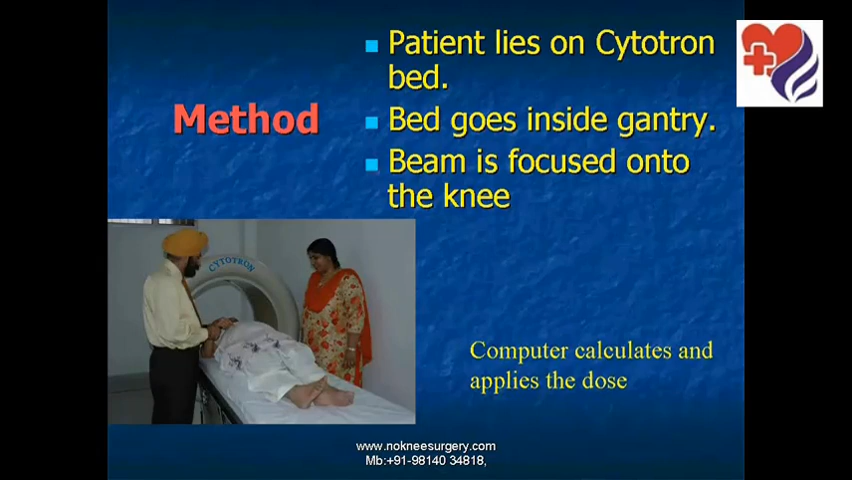 Method
Patient lies on Cytotron
bed.
Bed goes inside gantry.
Beam is focused onto
the knee
CYTOTRON
Computer calculates and
applies the dose
www.nokneesurgery.com
Mb:+91-98140 34818,